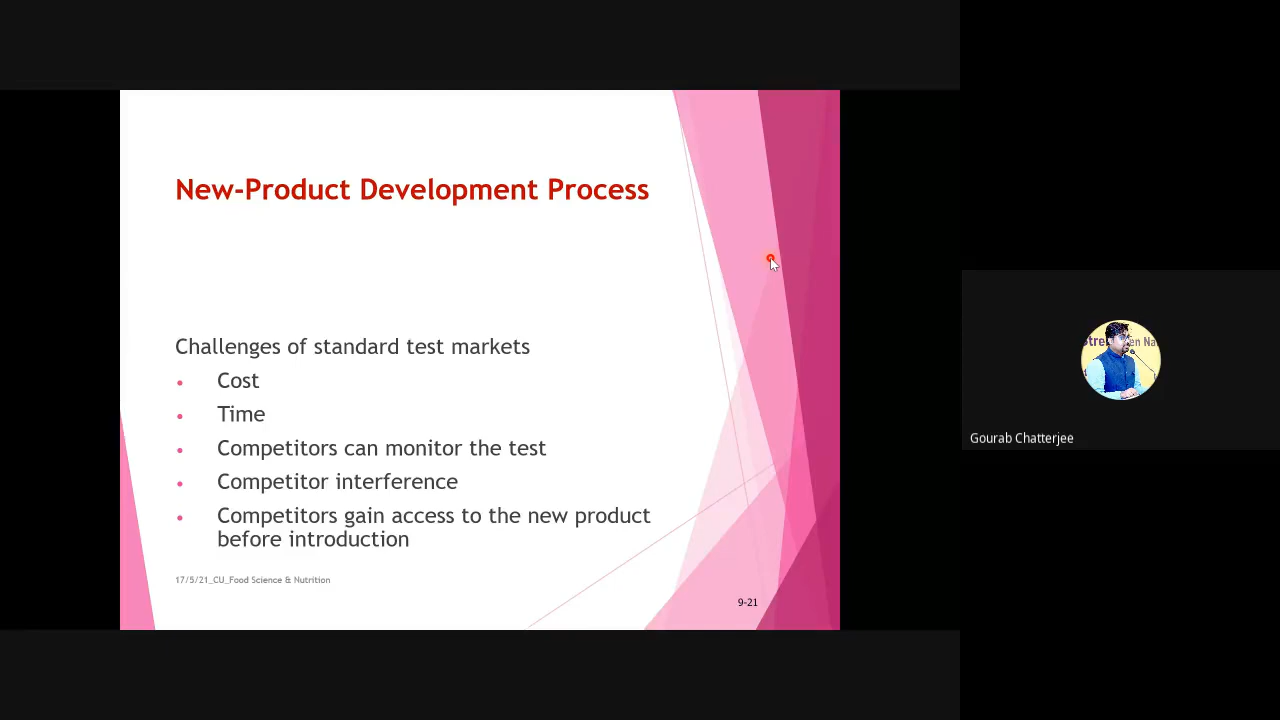 New-Product Development Process
Challenges of standard test markets
• Cost
• Time
• Competitors can monitor the test
• Competitor interference
• Competitors gain access to the new product
before introduction
17/5/21_CU_Food Science & Nutrition
9-21
Gourab Chatterjee